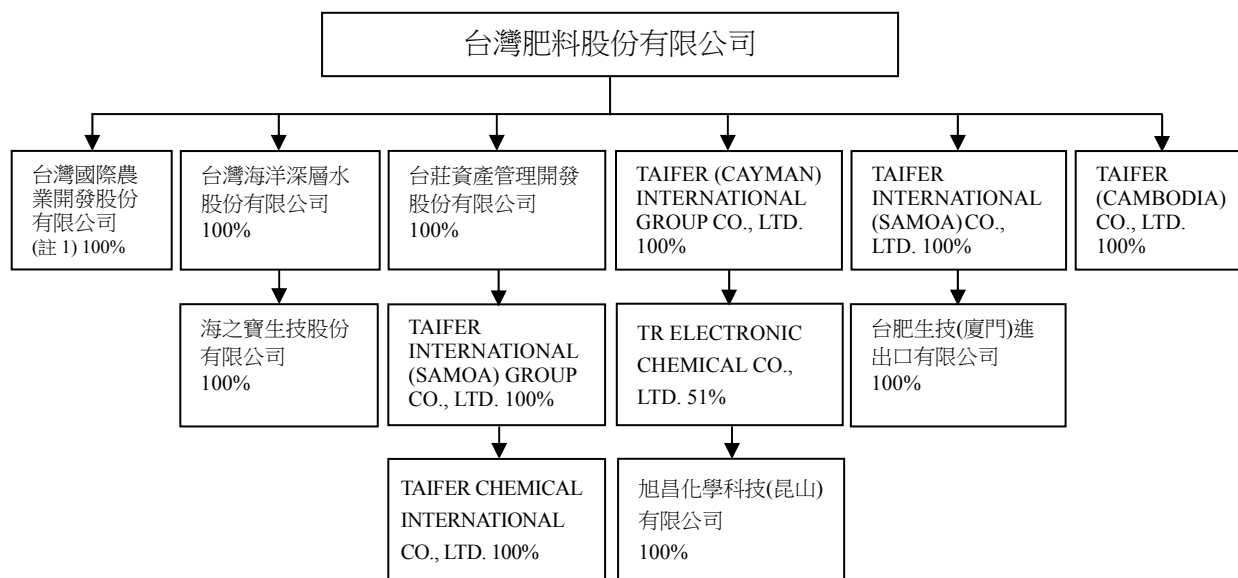 台灣肥料股份有限公司
台灣國際農
業開發股份
有限公司
(註 1) 100%
台灣海洋深層水
股份有限公司
100%
台莊資產管理開發
股份有限公司
100%
TAIFER (CAYMAN)
INTERNATIONAL
GROUP CO., LTD.
100%
TAIFER
INTERNATIONAL
(SAMOA) CO.,
LTD. 100%
TAIFER
(CAMBODIA)
CO., LTD.
100%
海之寶生技股份
有限公司
100%
TAIFER
INTERNATIONAL
(SAMOA) GROUP
CO., LTD. 100%
TR ELECTRONIC
CHEMICAL CO.,
LTD. 51%
台肥生技(廈門)進
出口有限公司
100%
TAIFER CHEMICAL
INTERNATIONAL
CO., LTD. 100%
旭昌化學科技(昆山)
有限公司
100%